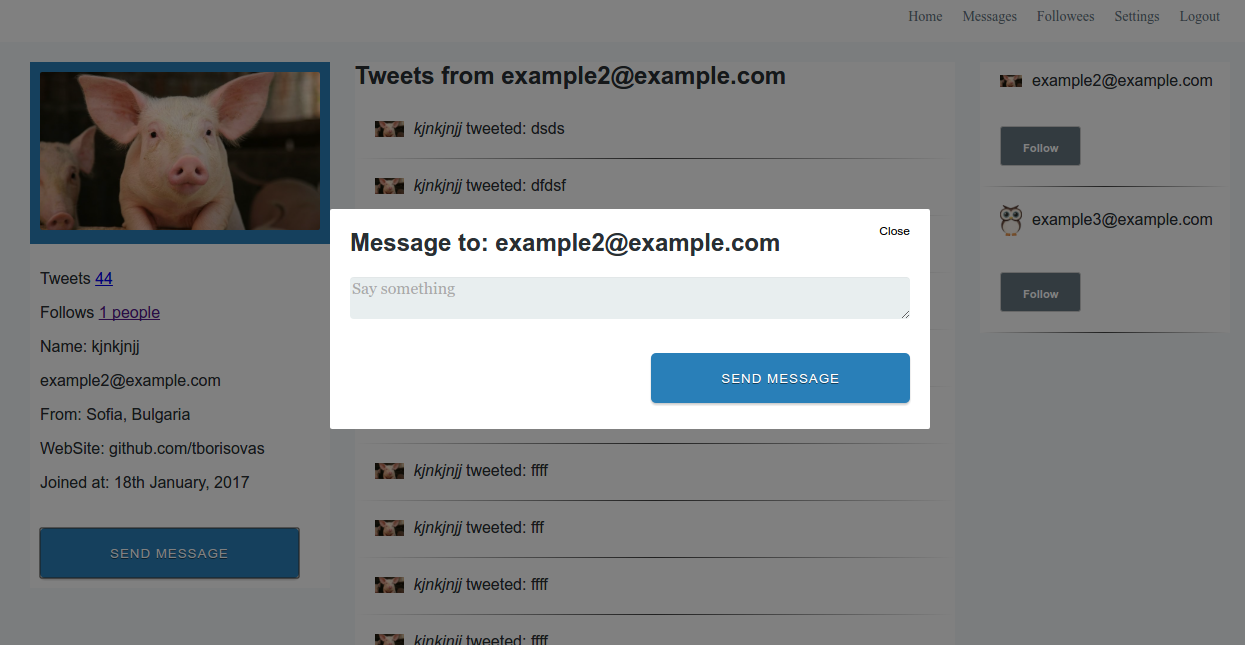 Home Messages Followees Settings Logout
Tweets 44
Follows 1 people
Name: kjnkjnjj
example2@example.com
From: Sofia, Bulgaria
WebSite: github.com/tborisovas
Joined at: 18th January, 2017
SEND MESSAGE
Tweets from example2@example.com
kjnkjnjj tweeted: dsds
kjnkjnjj tweeted: dfdsf
Message to: example2@example.com
Close
Say something
SEND MESSAGE
kjnkjnjj tweeted: ffff
kjnkjnjj tweeted: fff
kjnkjnjj tweeted: ffff
kjnkjnjj tweeted: ffff
example2@example.com
Follow
example3@example.com
Follow